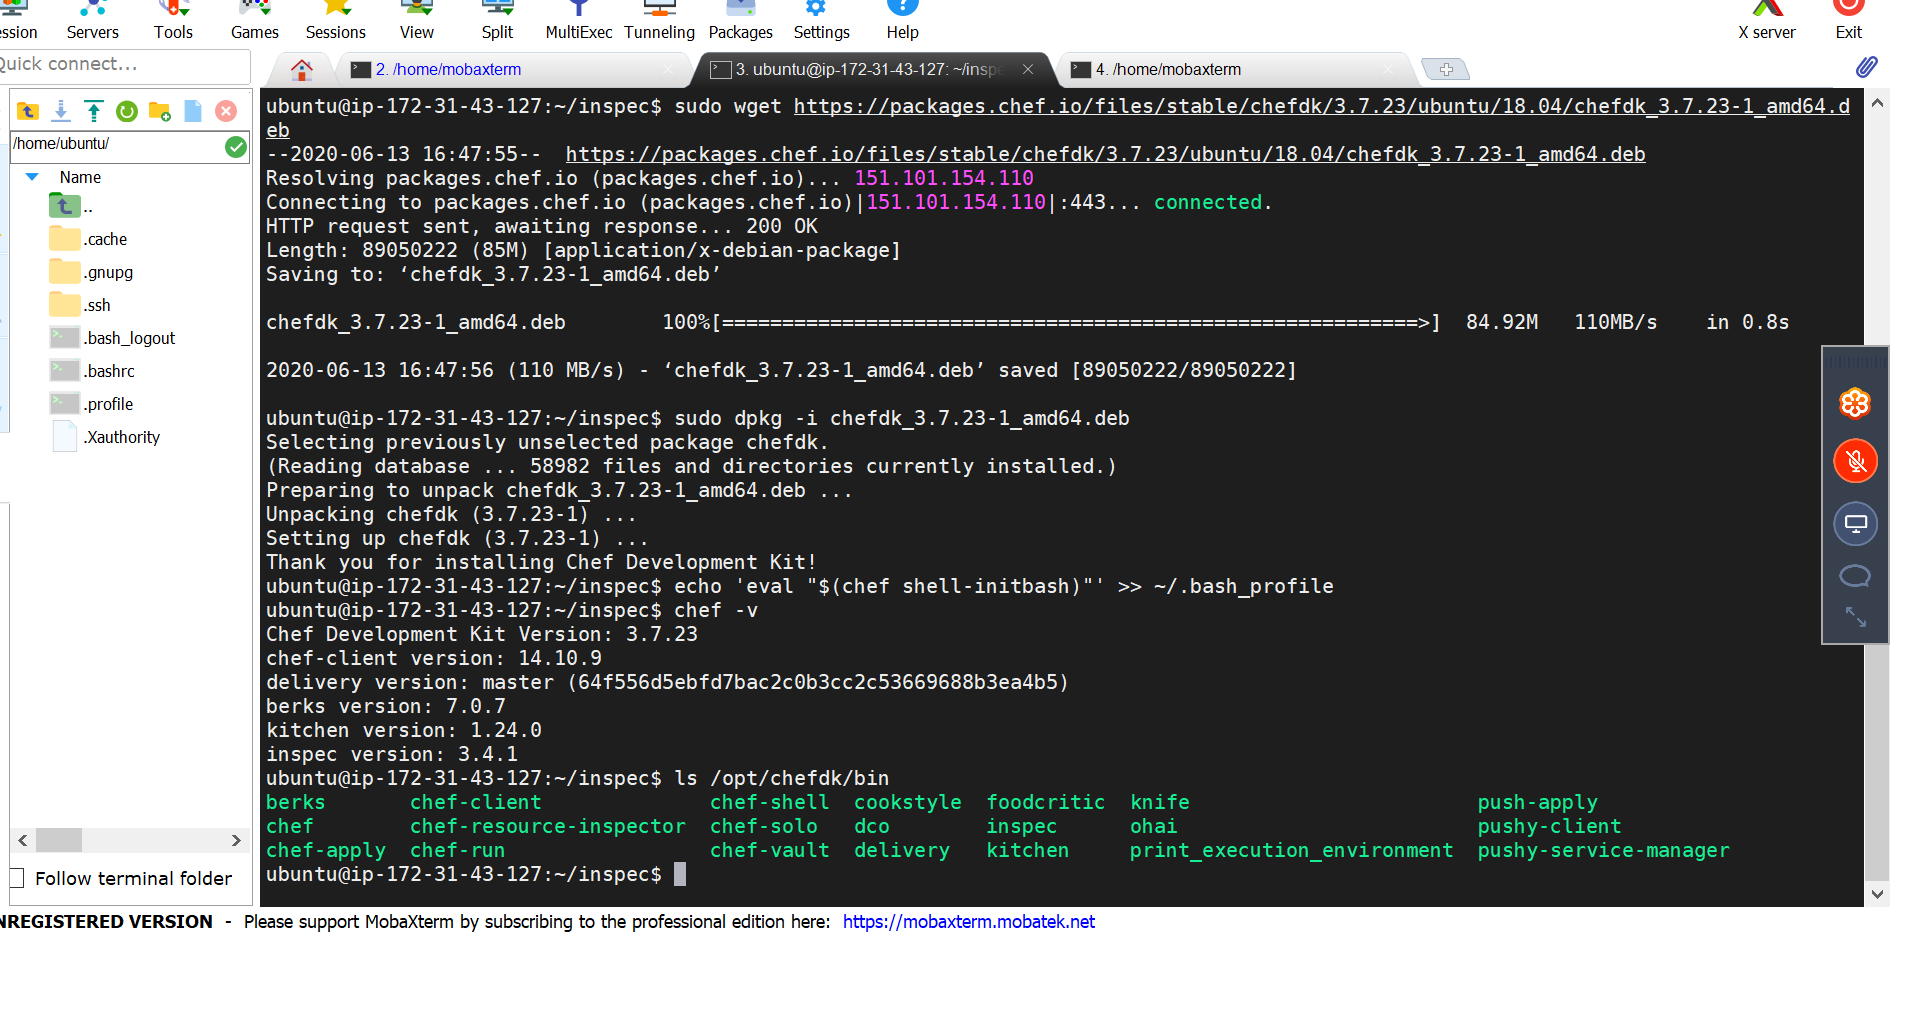 ession Servers Tools Games Sessions View Split MultiExec Tunneling Packages Settings Help X server Exit
Quick connect...
2. /home/mobaxterm
3. ubuntu@ip-172-31-43-127: ~/inspe
4. /home/mobaxterm
/home/ubuntu/
Name
..
.cache
.gnupg
.ssh
.bash_logout
.bashrc
.profile
.Xauthority
Follow terminal folder
ubuntu@ip-172-31-43-127:~/inspec$ sudo wget https://packages.chef.io/files/stable/chefdk/3.7.23/ubuntu/18.04/chefdk_3.7.23-1_amd64.d
eb
--2020-06-13 16:47:55--  https://packages.chef.io/files/stable/chefdk/3.7.23/ubuntu/18.04/chefdk_3.7.23-1_amd64.deb
Resolving packages.chef.io (packages.chef.io)... 151.101.154.110
Connecting to packages.chef.io (packages.chef.io)|151.101.154.110|:443... connected.
HTTP request sent, awaiting response... 200 OK
Length: 89050222 (85M) [application/x-debian-package]
Saving to: ‘chefdk_3.7.23-1_amd64.deb’
chefdk_3.7.23-1_amd64.deb        100%[==========================================================>]  84.92M   110MB/s    in 0.8s
2020-06-13 16:47:56 (110 MB/s) - ‘chefdk_3.7.23-1_amd64.deb’ saved [89050222/89050222]
ubuntu@ip-172-31-43-127:~/inspec$ sudo dpkg -i chefdk_3.7.23-1_amd64.deb
Selecting previously unselected package chefdk.
(Reading database ... 58982 files and directories currently installed.)
Preparing to unpack chefdk_3.7.23-1_amd64.deb ...
Unpacking chefdk (3.7.23-1) ...
Setting up chefdk (3.7.23-1) ...
Thank you for installing Chef Development Kit!
ubuntu@ip-172-31-43-127:~/inspec$ echo 'eval "$(chef shell-initbash)"' >> ~/.bash_profile
ubuntu@ip-172-31-43-127:~/inspec$ chef -v
Chef Development Kit Version: 3.7.23
chef-client version: 14.10.9
delivery version: master (64f556d5ebfd7bac2c0b3cc2c53669688b3ea4b5)
berks version: 7.0.7
kitchen version: 1.24.0
inspec version: 3.4.1
ubuntu@ip-172-31-43-127:~/inspec$ ls /opt/chefdk/bin
berks       chef-client              chef-shell  cookstyle  foodcritic  knife                        push-apply
chef        chef-resource-inspector  chef-solo   dco        inspec      ohai                         pushy-client
chef-apply  chef-run                 chef-vault  delivery   kitchen     print_execution_environment  pushy-service-manager
ubuntu@ip-172-31-43-127:~/inspec$
NREGISTERED VERSION  -  Please support MobaXterm by subscribing to the professional edition here:  https://mobaxterm.mobatek.net